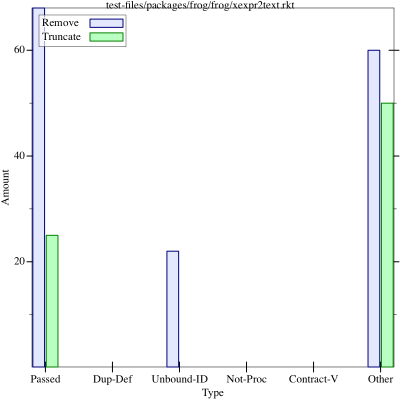 test-files/packages/frog/frog/xexpr2text.rkt
Remove
Truncate
60
40
20
Amount
Passed Dup-Def Unbound-ID Not-Proc Contract-V Other
Type